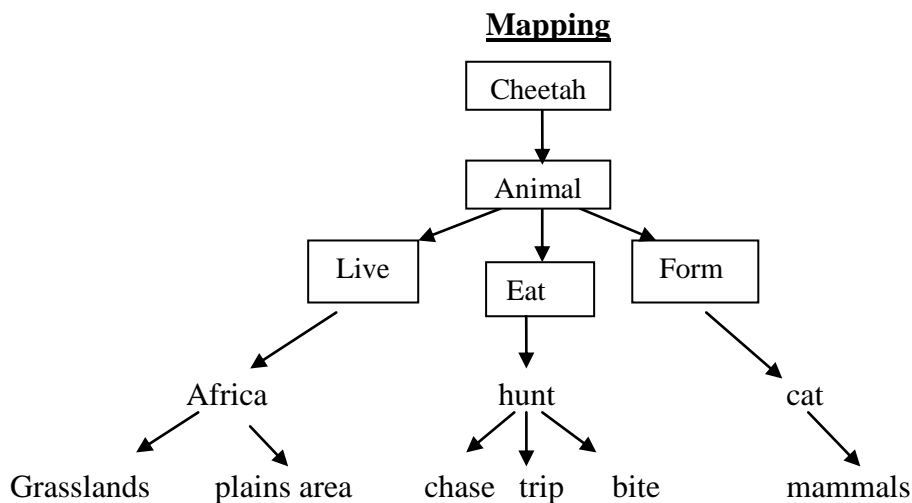 Mapping
Cheetah
Animal
Live
Eat
Form
Africa
hunt
cat
Grasslands
plains area
chase
trip
bite
mammals